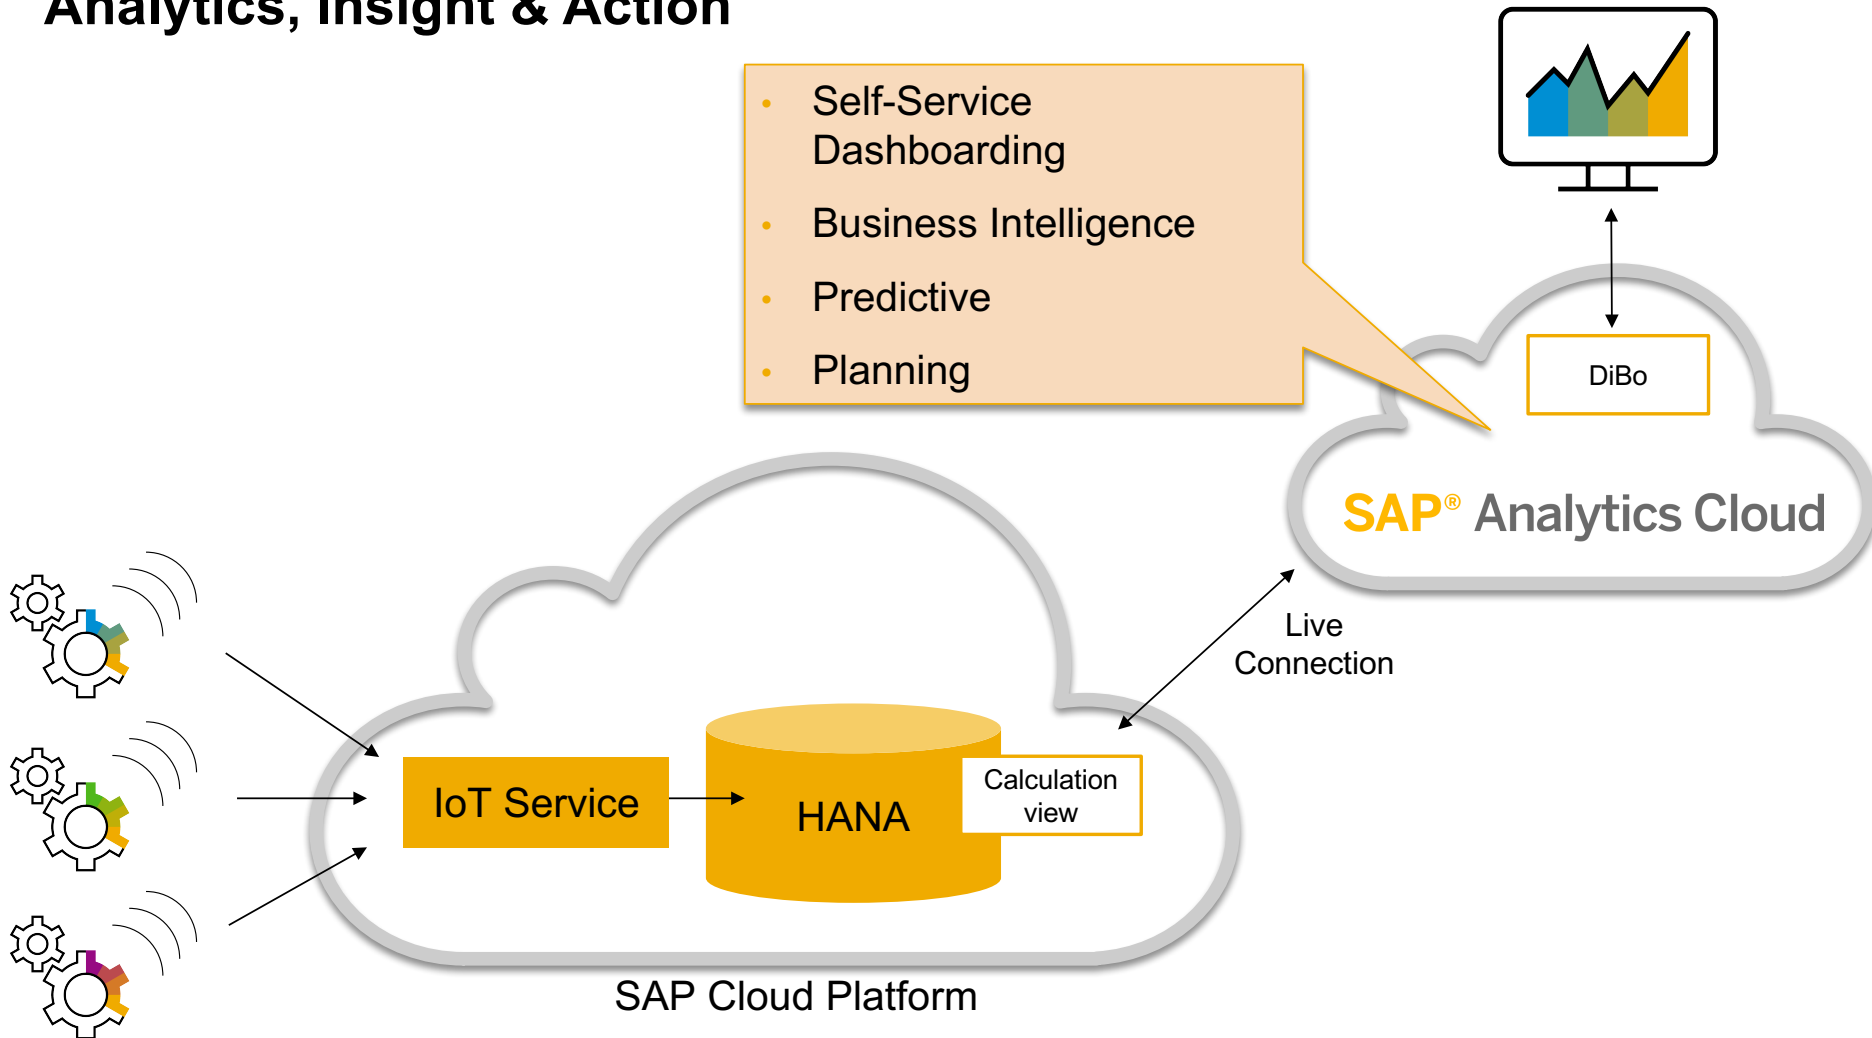 Analytics, Insight & Action
• Self-Service
Dashboarding
• Business Intelligence
• Predictive
• Planning
DiBo
SAP® Analytics Cloud
Live
Connection
IoT Service
HANA
Calculation
view
SAP Cloud Platform